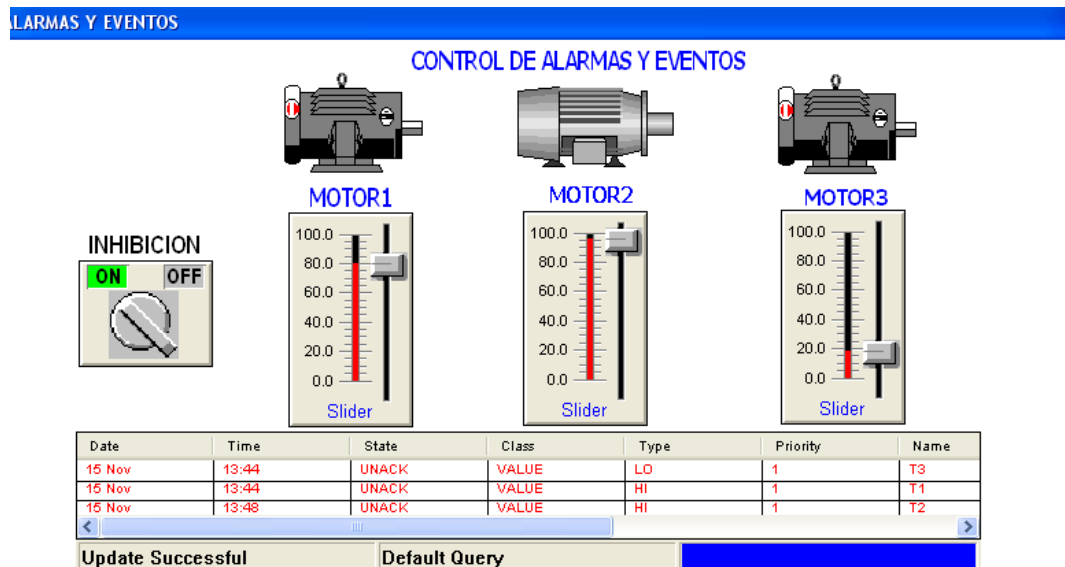 ALARMAS Y EVENTOS
CONTROL DE ALARMAS Y EVENTOS
MOTOR1
MOTOR2
MOTOR3
INHIBICION
ON OFF
100.0
80.0
60.0
40.0
20.0
0.0
Slider
100.0
80.0
60.0
40.0
20.0
0.0
Slider
100.0
80.0
60.0
40.0
20.0
0.0
Slider
Date Time State Class Type Priority Name
15 Nov 13:44 UNACK VALUE LO 1 T3
15 Nov 13:44 UNACK VALUE HI 1 T1
15 Nov 13:48 UNACK VALUE HI 1 T2
Update Successful Default Query